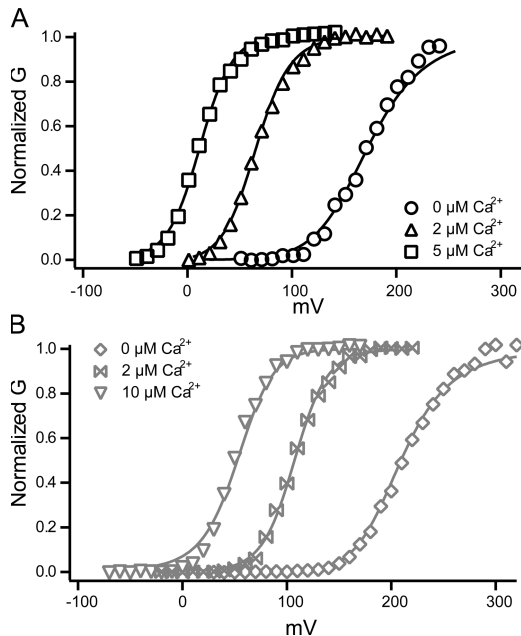 A
1.0
0.8
0.6
0.4
0.2
0.0
Normalized G
0 µM Ca²⁺
2 µM Ca²⁺
5 µM Ca²⁺
-100 0 100 200 300
mV
B
0 µM Ca²⁺
2 µM Ca²⁺
10 µM Ca²⁺
1.0
0.8
0.6
0.4
0.2
0.0
Normalized G
-100 0 100 200 300
mV